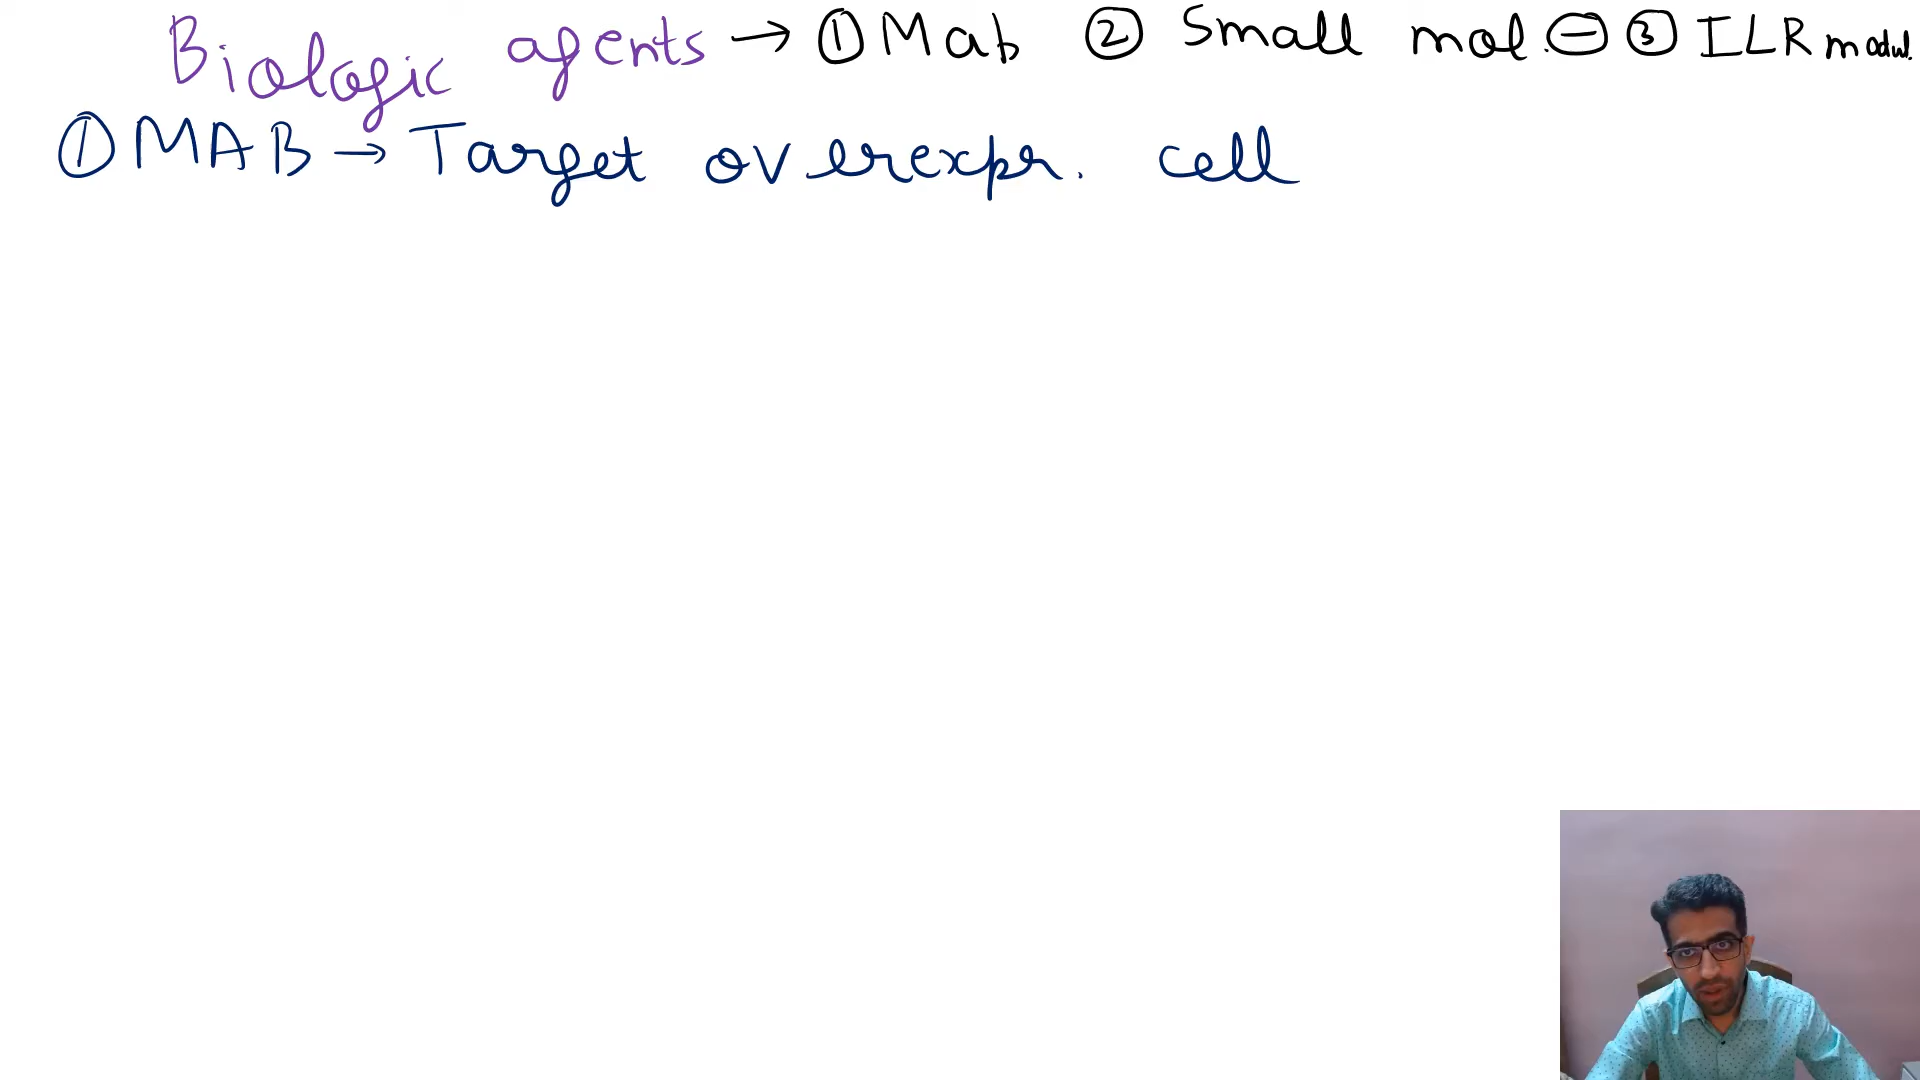 Biologic agents → ① Mab ② Small mol. ⊖ ③ ILR modul.
① MAB → Target overexpr. cell